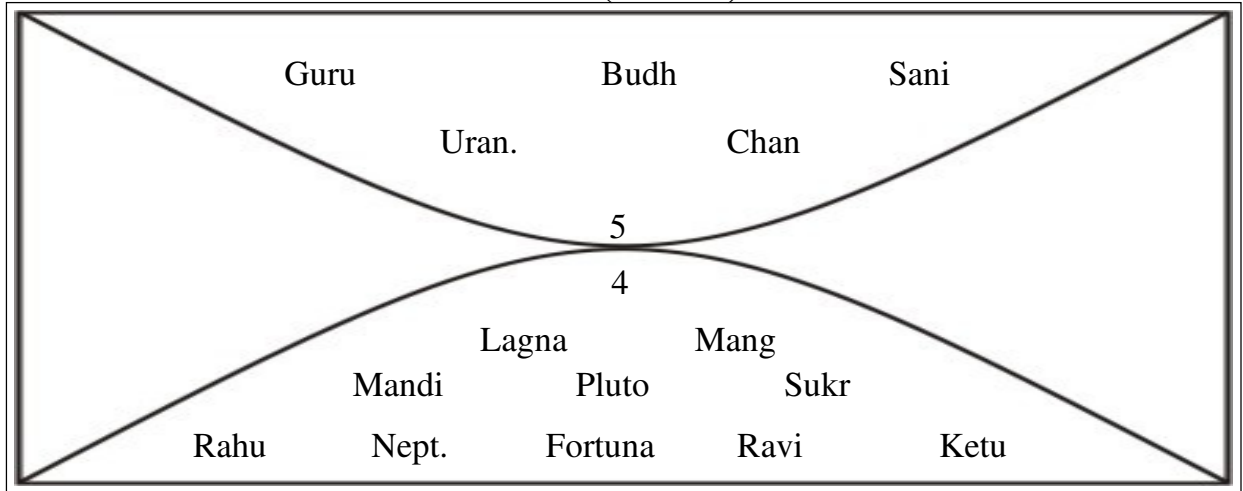 Guru Budh Sani
Uran. Chan
5
4
Lagna Mang
Mandi Pluto Sukr
Rahu Nept. Fortuna Ravi Ketu